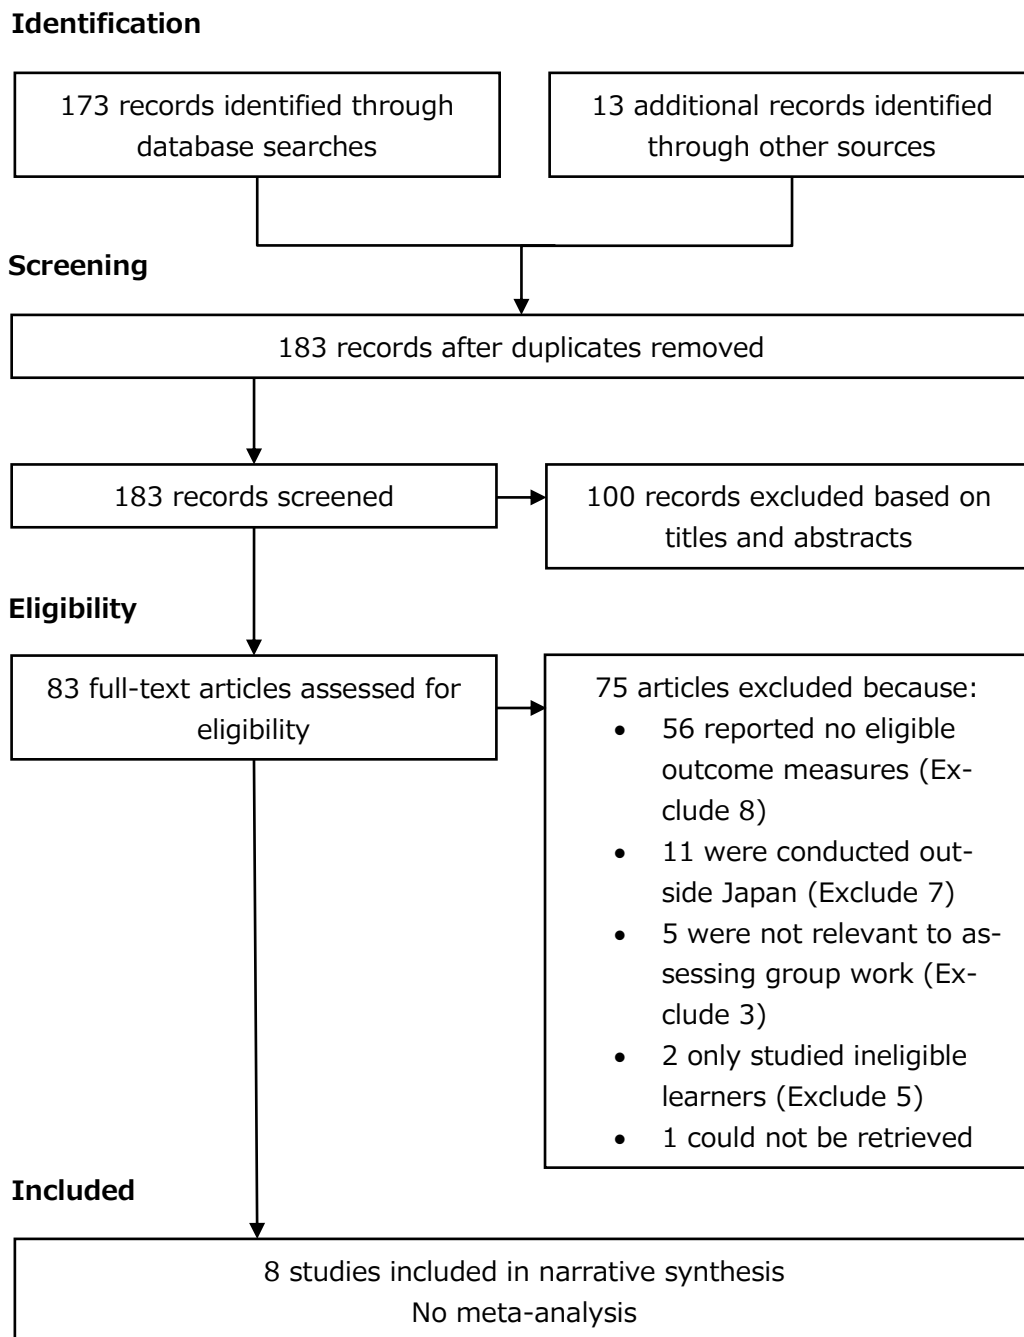 Identification
173 records identified through
database searches
13 additional records identified
through other sources
Screening
183 records after duplicates removed
183 records screened
100 records excluded based on
titles and abstracts
Eligibility
83 full-text articles assessed for
eligibility
75 articles excluded because:
• 56 reported no eligible
outcome measures (Ex-
clude 8)
• 11 were conducted out-
side Japan (Exclude 7)
• 5 were not relevant to as-
sessing group work (Ex-
clude 3)
• 2 only studied ineligible
learners (Exclude 5)
• 1 could not be retrieved
Included
8 studies included in narrative synthesis
No meta-analysis